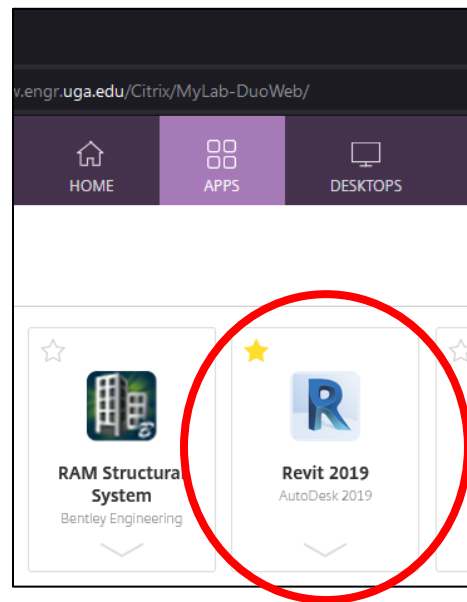 w.engr.uga.edu/Citrix/MyLab-DuoWeb/
HOME
APPS
DESKTOPS
RAM Structural
System
Bentley Engineering
Revit 2019
AutoDesk 2019